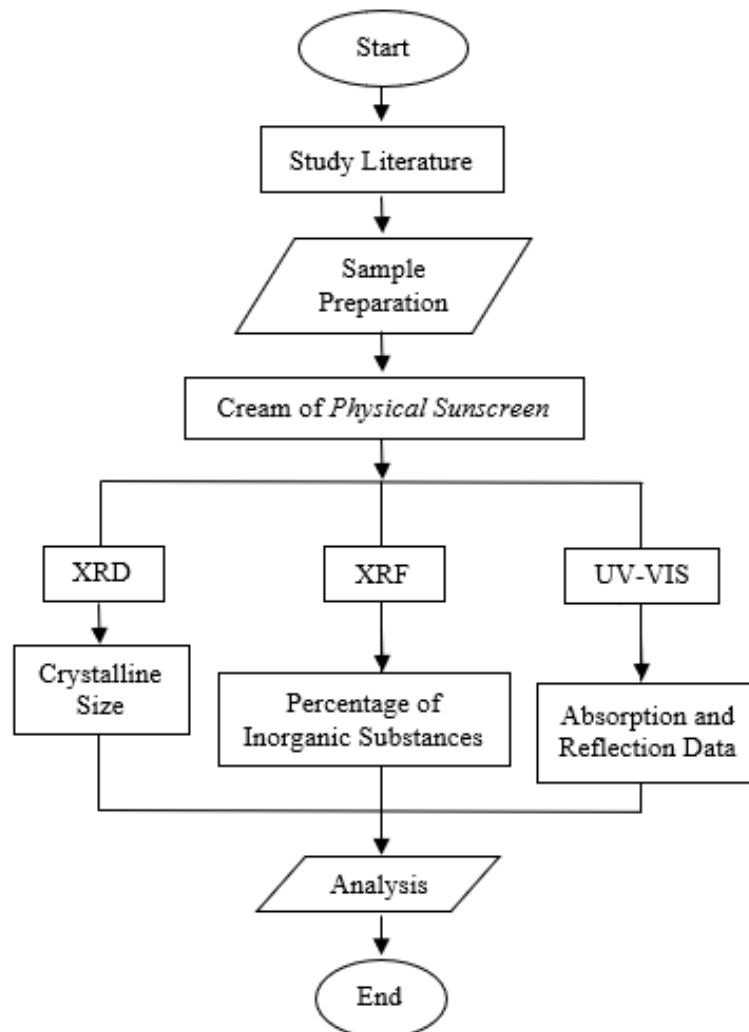 Start
Study Literature
Sample
Preparation
Cream of Physical Sunscreen
XRD
XRF
UV-VIS
Crystalline
Size
Percentage of
Inorganic Substances
Absorption and
Reflection Data
Analysis
End